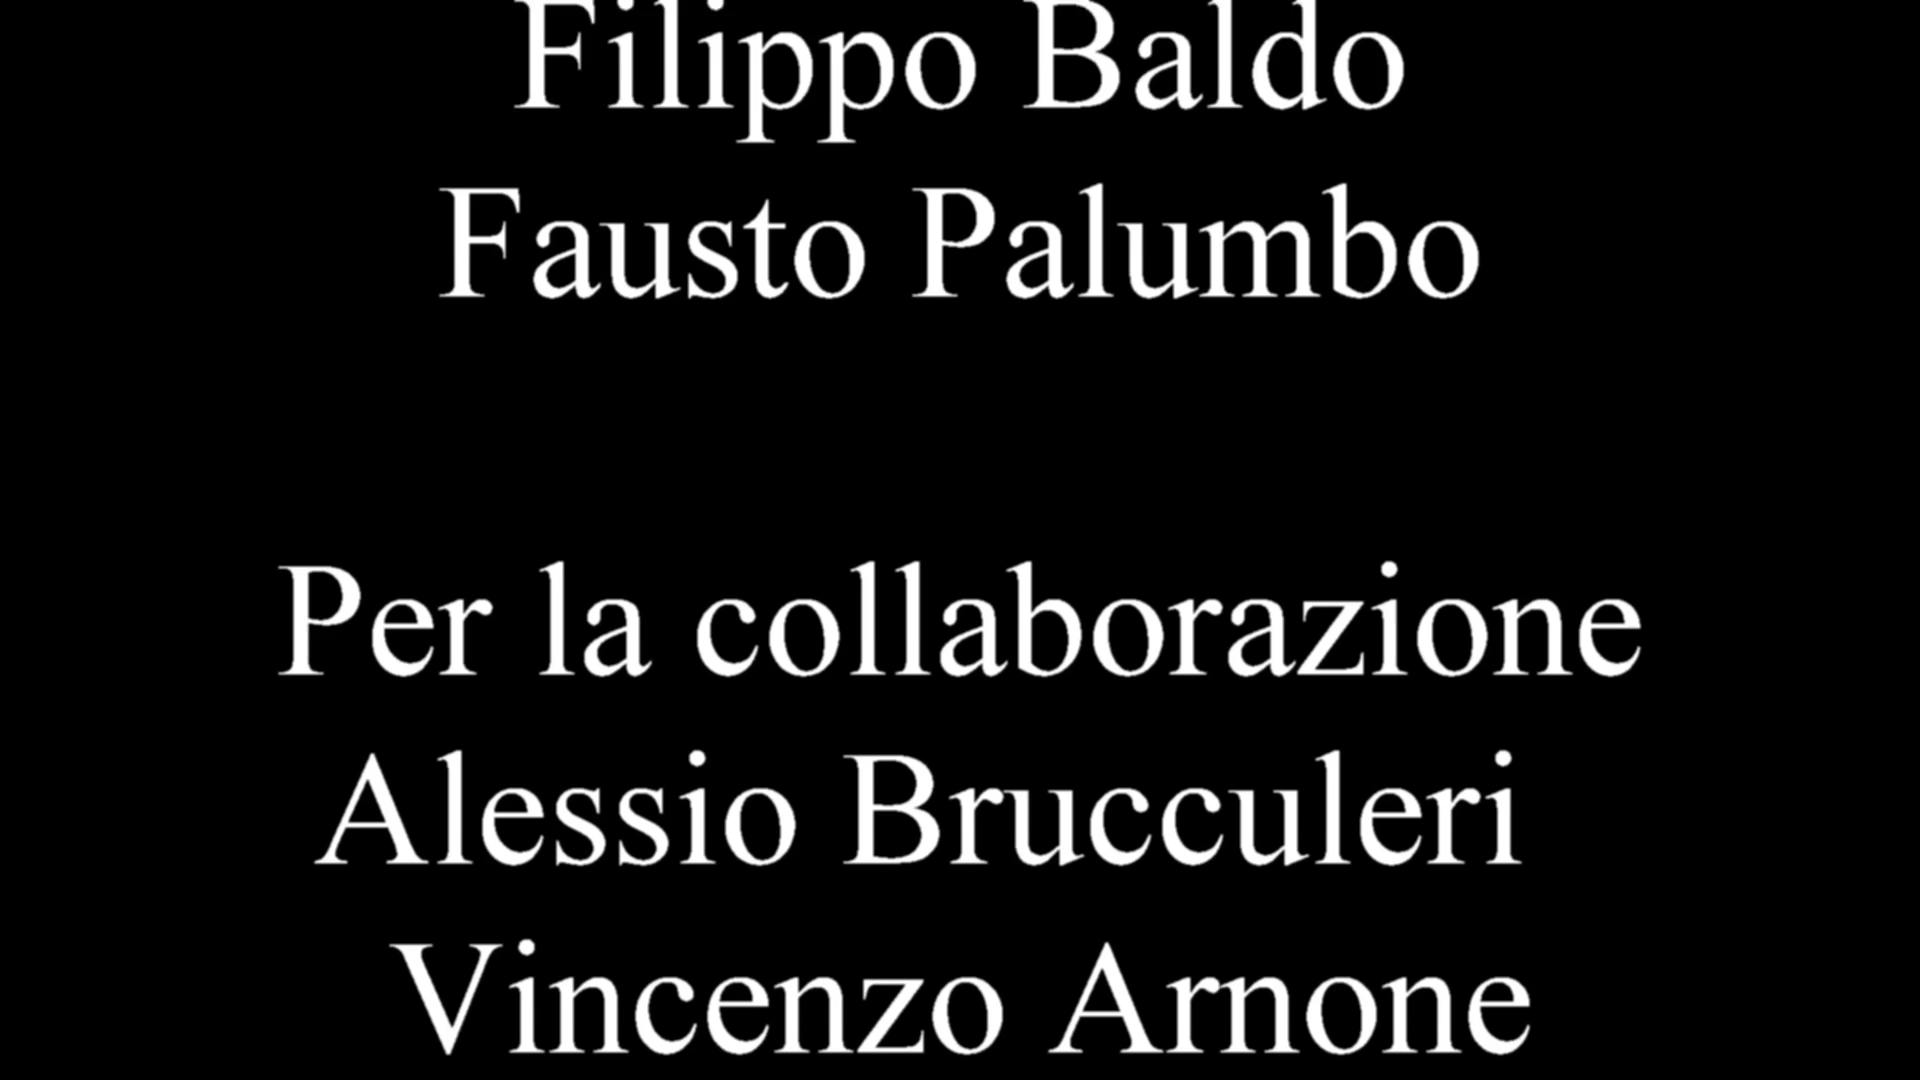 Filippo Baldo
Fausto Palumbo
Per la collaborazione
Alessio Brucculeri
Vincenzo Arnone